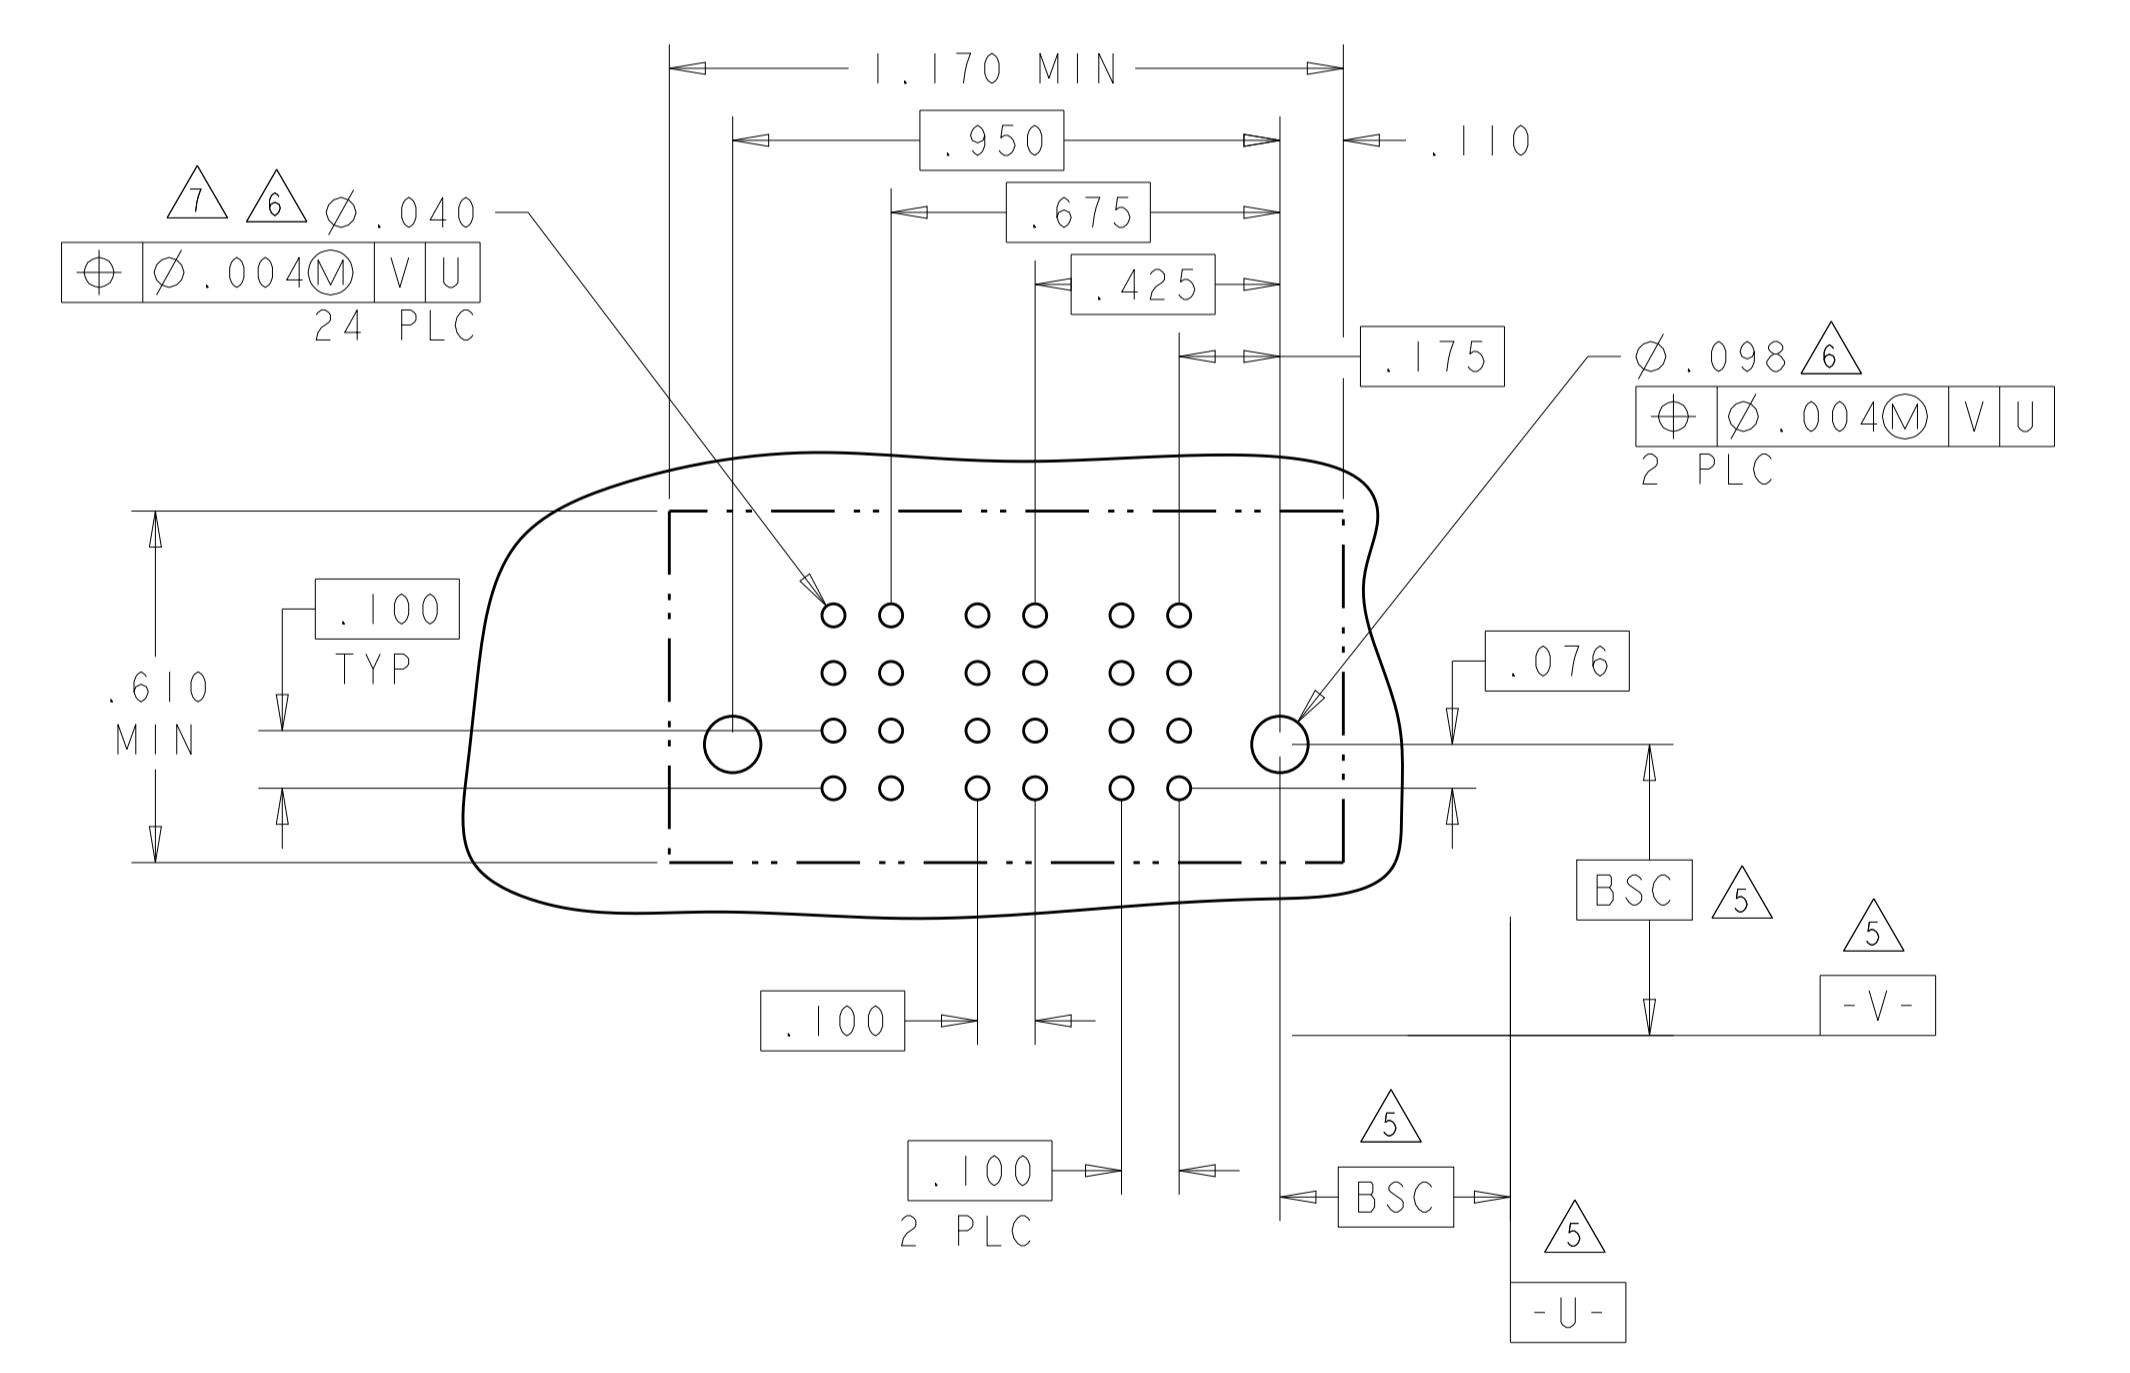 1.170 MIN
.950
.110
7 6 Ø.040
.675
⌖ Ø.004Ⓜ V U
.425
24 PLC
.175
Ø.098 6
⌖ Ø.004Ⓜ V U
2 PLC
.100
TYP
.076
.610
MIN
BSC 5
5
-V-
.100
5
.100
2 PLC
BSC
5
-U-